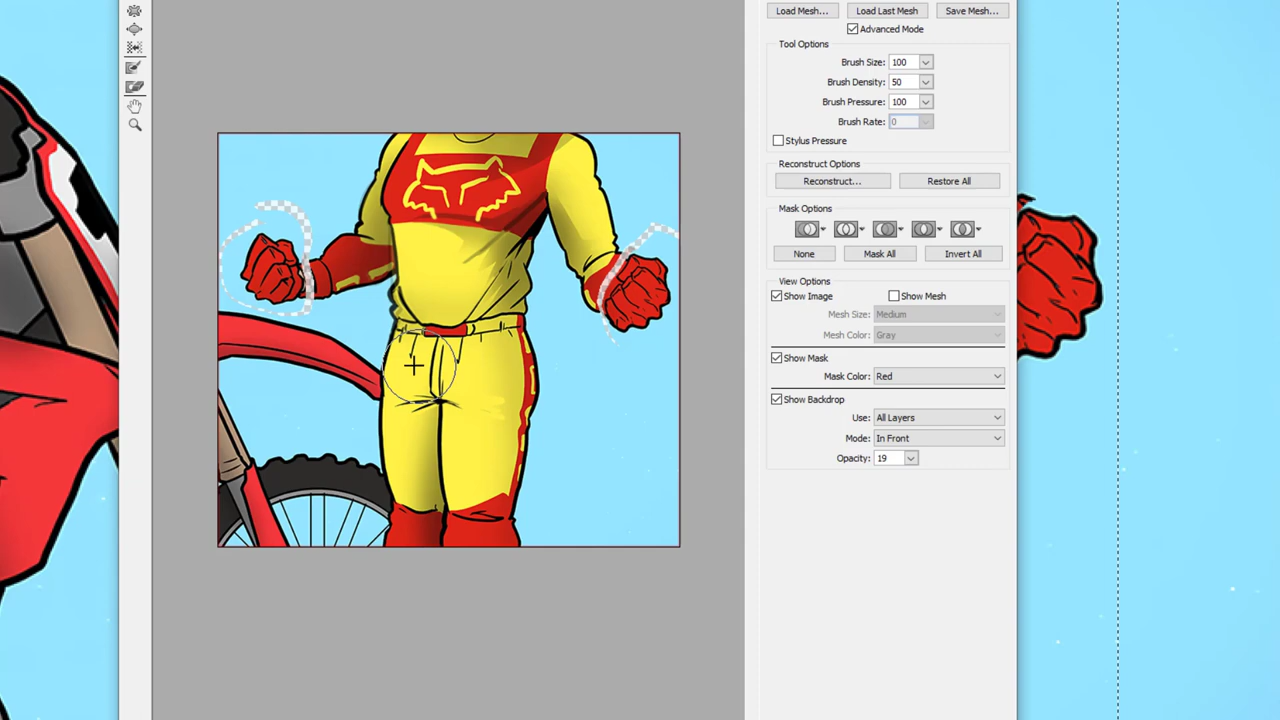 Load Mesh... Load Last Mesh Save Mesh...
Advanced Mode
Tool Options
Brush Size: 100
Brush Density: 50
Brush Pressure: 100
Brush Rate: 0
Stylus Pressure
Reconstruct Options
Reconstruct... Restore All
Mask Options
None Mask All Invert All
View Options
Show Image Show Mesh
Mesh Size: Medium
Mesh Color: Gray
Show Mask
Mask Color: Red
Show Backdrop
Use: All Layers
Mode: In Front
Opacity: 19